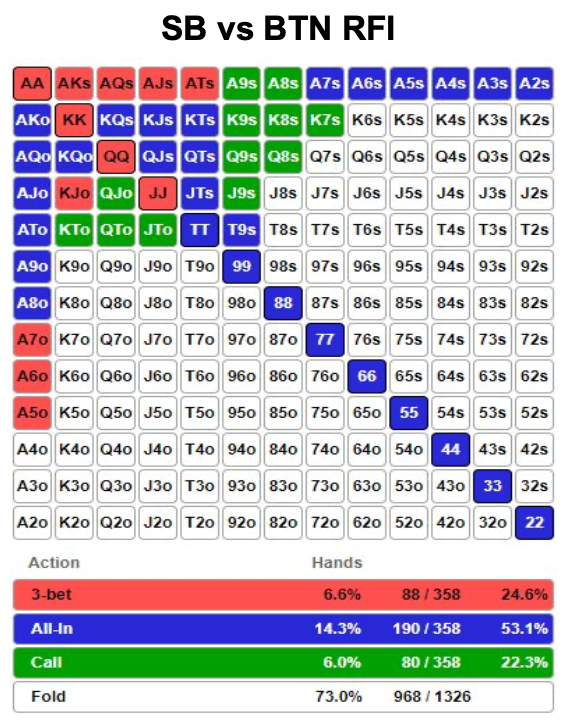 SB vs BTN RFI
AA AKs AQs AJs ATs A9s A8s A7s A6s A5s A4s A3s A2s
AKo KK KQs KJs KTs K9s K8s K7s K6s K5s K4s K3s K2s
AQo KQo QQ QJs QTs Q9s Q8s Q7s Q6s Q5s Q4s Q3s Q2s
AJo KJo QJo JJ JTs J9s J8s J7s J6s J5s J4s J3s J2s
ATo KTo QTo JTo TT T9s T8s T7s T6s T5s T4s T3s T2s
A9o K9o Q9o J9o T9o 99 98s 97s 96s 95s 94s 93s 92s
A8o K8o Q8o J8o T8o 98o 88 87s 86s 85s 84s 83s 82s
A7o K7o Q7o J7o T7o 97o 87o 77 76s 75s 74s 73s 72s
A6o K6o Q6o J6o T6o 96o 86o 76o 66 65s 64s 63s 62s
A5o K5o Q5o J5o T5o 95o 85o 75o 65o 55 54s 53s 52s
A4o K4o Q4o J4o T4o 94o 84o 74o 64o 54o 44 43s 42s
A3o K3o Q3o J3o T3o 93o 83o 73o 63o 53o 43o 33 32s
A2o K2o Q2o J2o T2o 92o 82o 72o 62o 52o 42o 32o 22
Action Hands
3-bet 6.6% 88 / 358 24.6%
All-In 14.3% 190 / 358 53.1%
Call 6.0% 80 / 358 22.3%
Fold 73.0% 968 / 1326